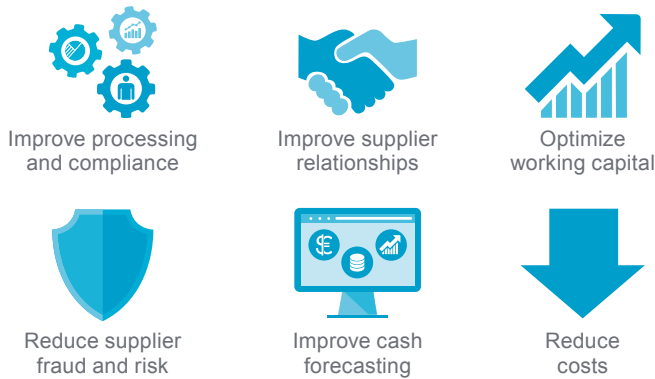 Improve processing
and compliance
Improve supplier
relationships
Optimize
working capital
Reduce supplier
fraud and risk
Improve cash
forecasting
Reduce
costs